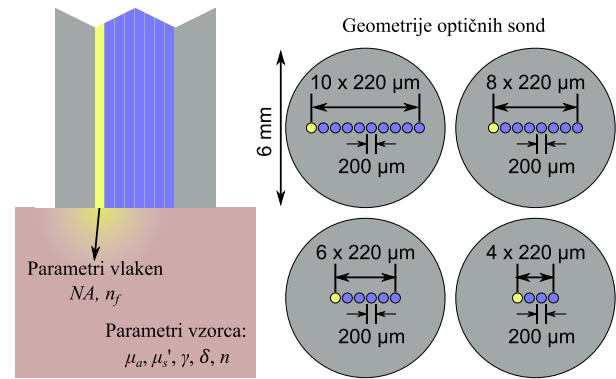 Geometrije optičnih sond
10 x 220 µm
200 µm
8 x 220 µm
200 µm
6 mm
6 x 220 µm
200 µm
4 x 220 µm
200 µm
Parametri vlaken
NA, n_f
Parametri vzorca:
μ_a, μ_s', γ, δ, n